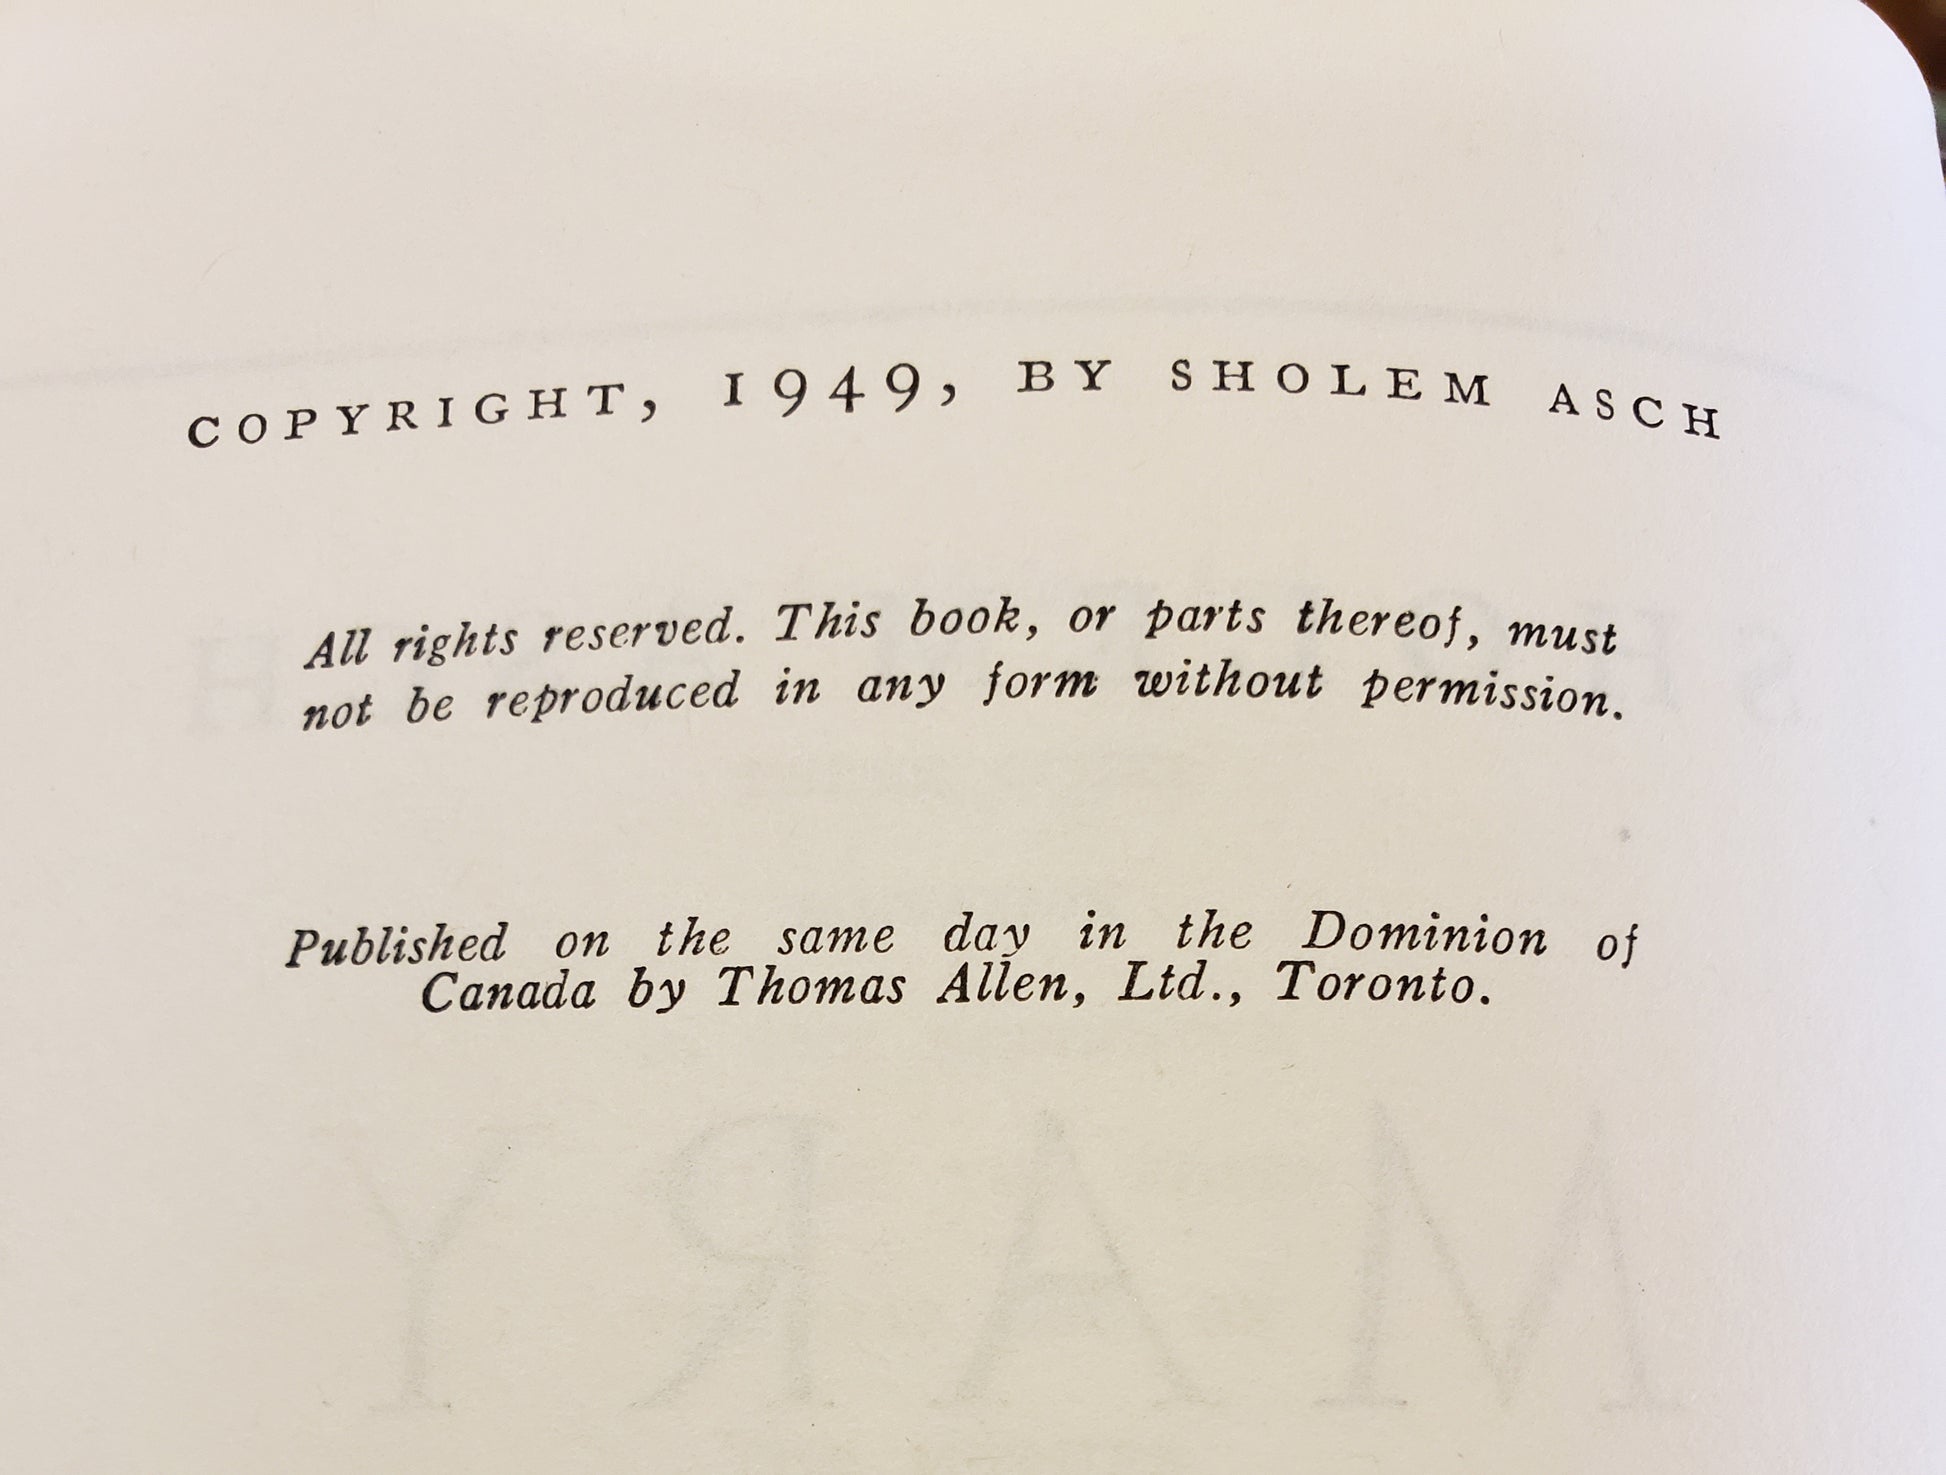 COPYRIGHT, 1949, BY SHOLEM ASCH
All rights reserved. This book, or parts thereof, must
not be reproduced in any form without permission.
Published on the same day in the Dominion of
Canada by Thomas Allen, Ltd., Toronto.
MARY